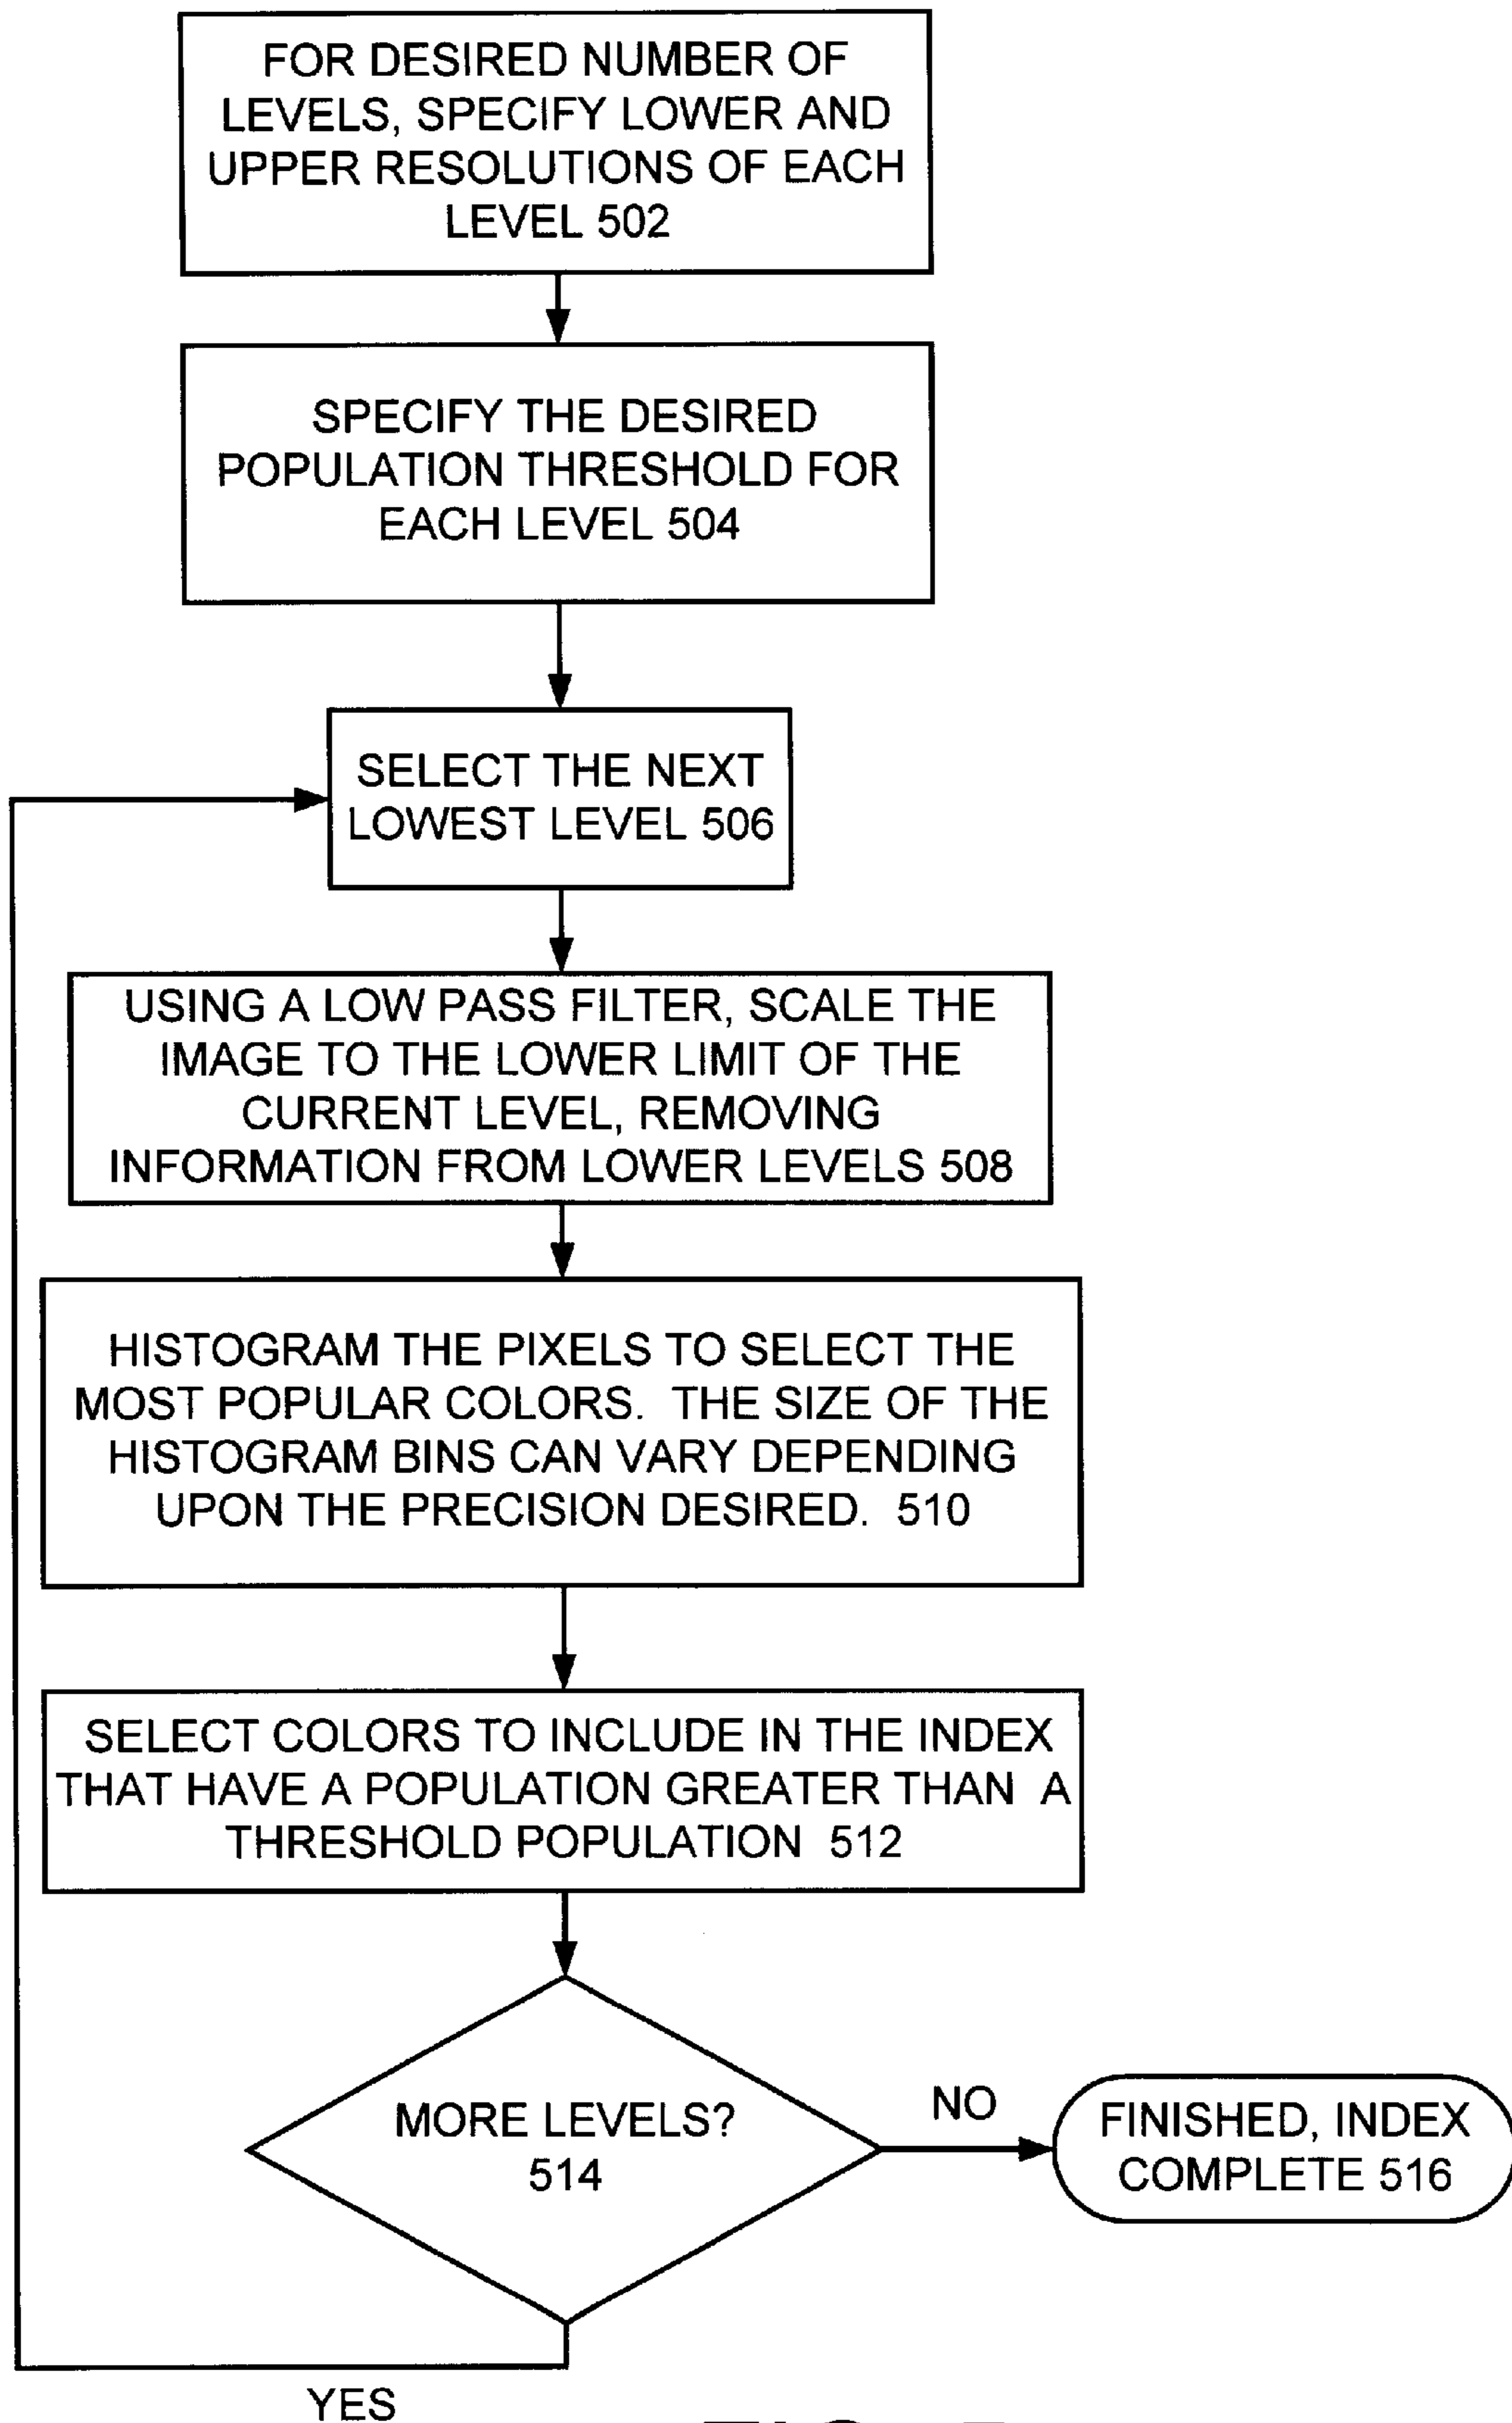 FOR DESIRED NUMBER OF
LEVELS, SPECIFY LOWER AND
UPPER RESOLUTIONS OF EACH
LEVEL 502
SPECIFY THE DESIRED
POPULATION THRESHOLD FOR
EACH LEVEL 504
SELECT THE NEXT
LOWEST LEVEL 506
USING A LOW PASS FILTER, SCALE THE
IMAGE TO THE LOWER LIMIT OF THE
CURRENT LEVEL, REMOVING
INFORMATION FROM LOWER LEVELS 508
HISTOGRAM THE PIXELS TO SELECT THE
MOST POPULAR COLORS. THE SIZE OF THE
HISTOGRAM BINS CAN VARY DEPENDING
UPON THE PRECISION DESIRED. 510
SELECT COLORS TO INCLUDE IN THE INDEX
THAT HAVE A POPULATION GREATER THAN A
THRESHOLD POPULATION 512
MORE LEVELS?
514
NO
FINISHED, INDEX
COMPLETE 516
YES